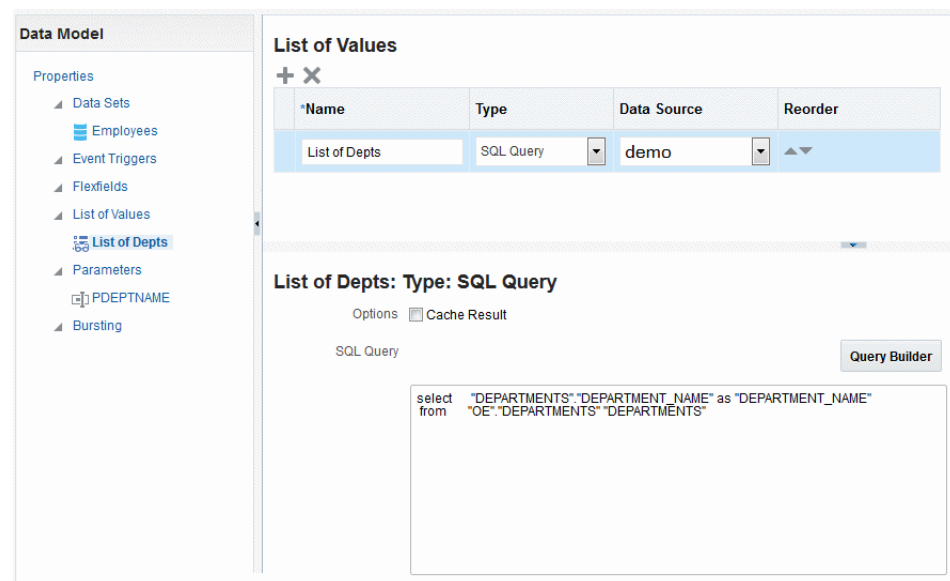 Data Model
Properties
Data Sets
Employees
Event Triggers
Flexfields
List of Values
List of Depts
Parameters
PDEPTNAME
Bursting
List of Values
*Name Type Data Source Reorder
List of Depts SQL Query demo
List of Depts: Type: SQL Query
Options Cache Result
SQL Query
Query Builder
select "DEPARTMENTS"."DEPARTMENT_NAME" as "DEPARTMENT_NAME"
from "OE"."DEPARTMENTS" "DEPARTMENTS"